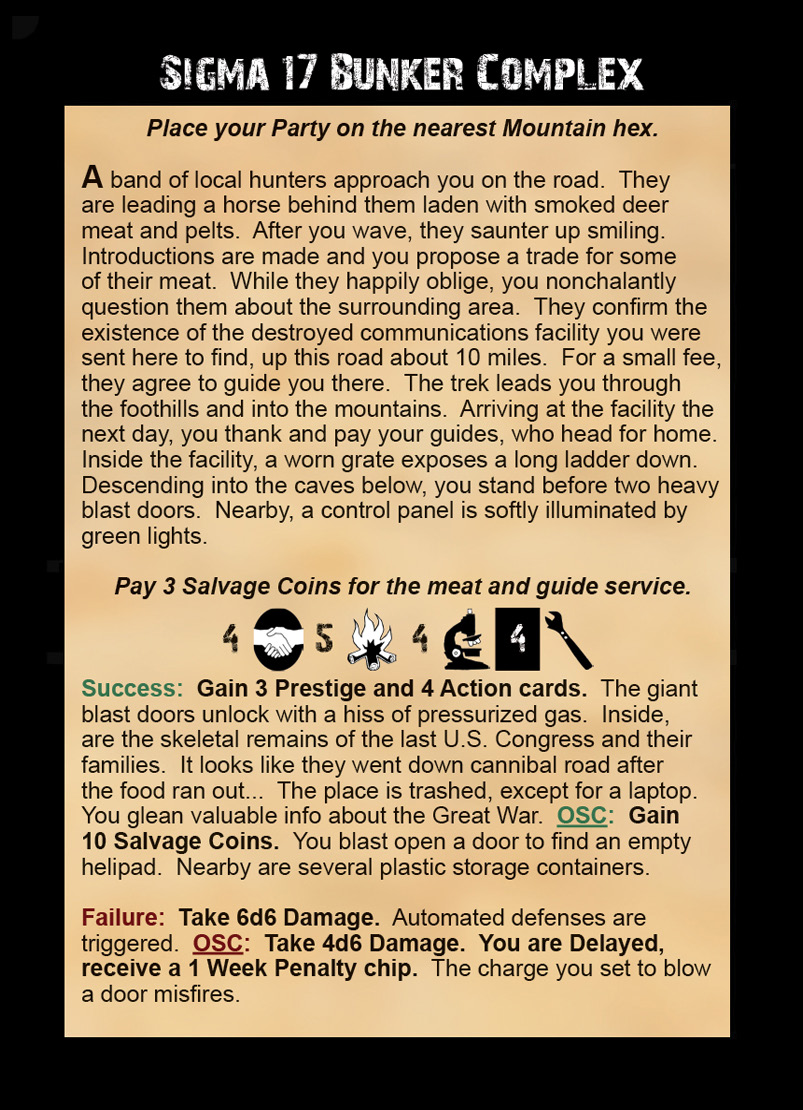 Sigma 17 Bunker Complex
Place your Party on the nearest Mountain hex.
A band of local hunters approach you on the road. They
are leading a horse behind them laden with smoked deer
meat and pelts. After you wave, they saunter up smiling.
Introductions are made and you propose a trade for some
of their meat. While they happily oblige, you nonchalantly
question them about the surrounding area. They confirm the
existence of the destroyed communications facility you were
sent here to find, up this road about 10 miles. For a small fee,
they agree to guide you there. The trek leads you through
the foothills and into the mountains. Arriving at the facility the
next day, you thank and pay your guides, who head for home.
Inside the facility, a worn grate exposes a long ladder down.
Descending into the caves below, you stand before two heavy
blast doors. Nearby, a control panel is softly illuminated by
green lights.
Pay 3 Salvage Coins for the meat and guide service.
4 5 4 4
Success: Gain 3 Prestige and 4 Action cards. The giant
blast doors unlock with a hiss of pressurized gas. Inside,
are the skeletal remains of the last U.S. Congress and their
families. It looks like they went down cannibal road after
the food ran out... The place is trashed, except for a laptop.
You glean valuable info about the Great War. OSC: Gain
10 Salvage Coins. You blast open a door to find an empty
helipad. Nearby are several plastic storage containers.
Failure: Take 6d6 Damage. Automated defenses are
triggered. OSC: Take 4d6 Damage. You are Delayed,
receive a 1 Week Penalty chip. The charge you set to blow
a door misfires.